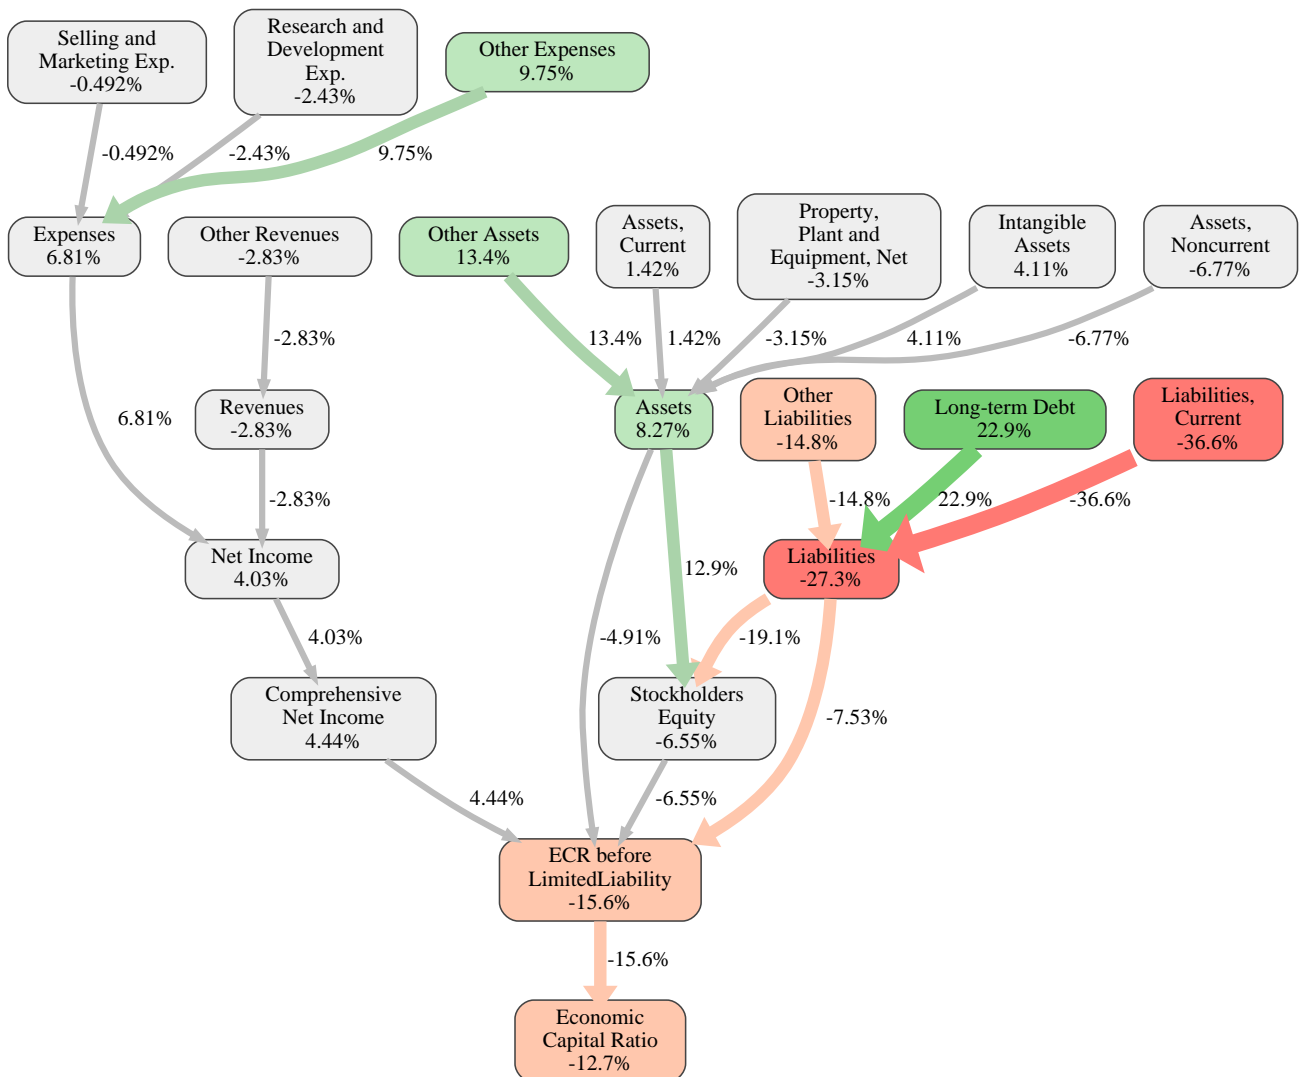 Selling and
Marketing Exp.
-0.492%
Research and
Development
Exp.
-2.43%
Other Expenses
9.75%
-0.492%
-2.43%
9.75%
Expenses
6.81%
Other Revenues
-2.83%
Other Assets
13.4%
Assets,
Current
1.42%
Property,
Plant and
Equipment, Net
-3.15%
Intangible
Assets
4.11%
Assets,
Noncurrent
-6.77%
-2.83%
13.4%
1.42%
-3.15%
4.11%
-6.77%
6.81%
Revenues
-2.83%
Assets
8.27%
Other
Liabilities
-14.8%
Long-term Debt
22.9%
Liabilities,
Current
-36.6%
-2.83%
-14.8%
22.9%
-36.6%
Net Income
4.03%
12.9%
Liabilities
-27.3%
4.03%
-4.91%
-19.1%
Comprehensive
Net Income
4.44%
Stockholders
Equity
-6.55%
-7.53%
4.44%
-6.55%
ECR before
LimitedLiability
-15.6%
-15.6%
Economic
Capital Ratio
-12.7%